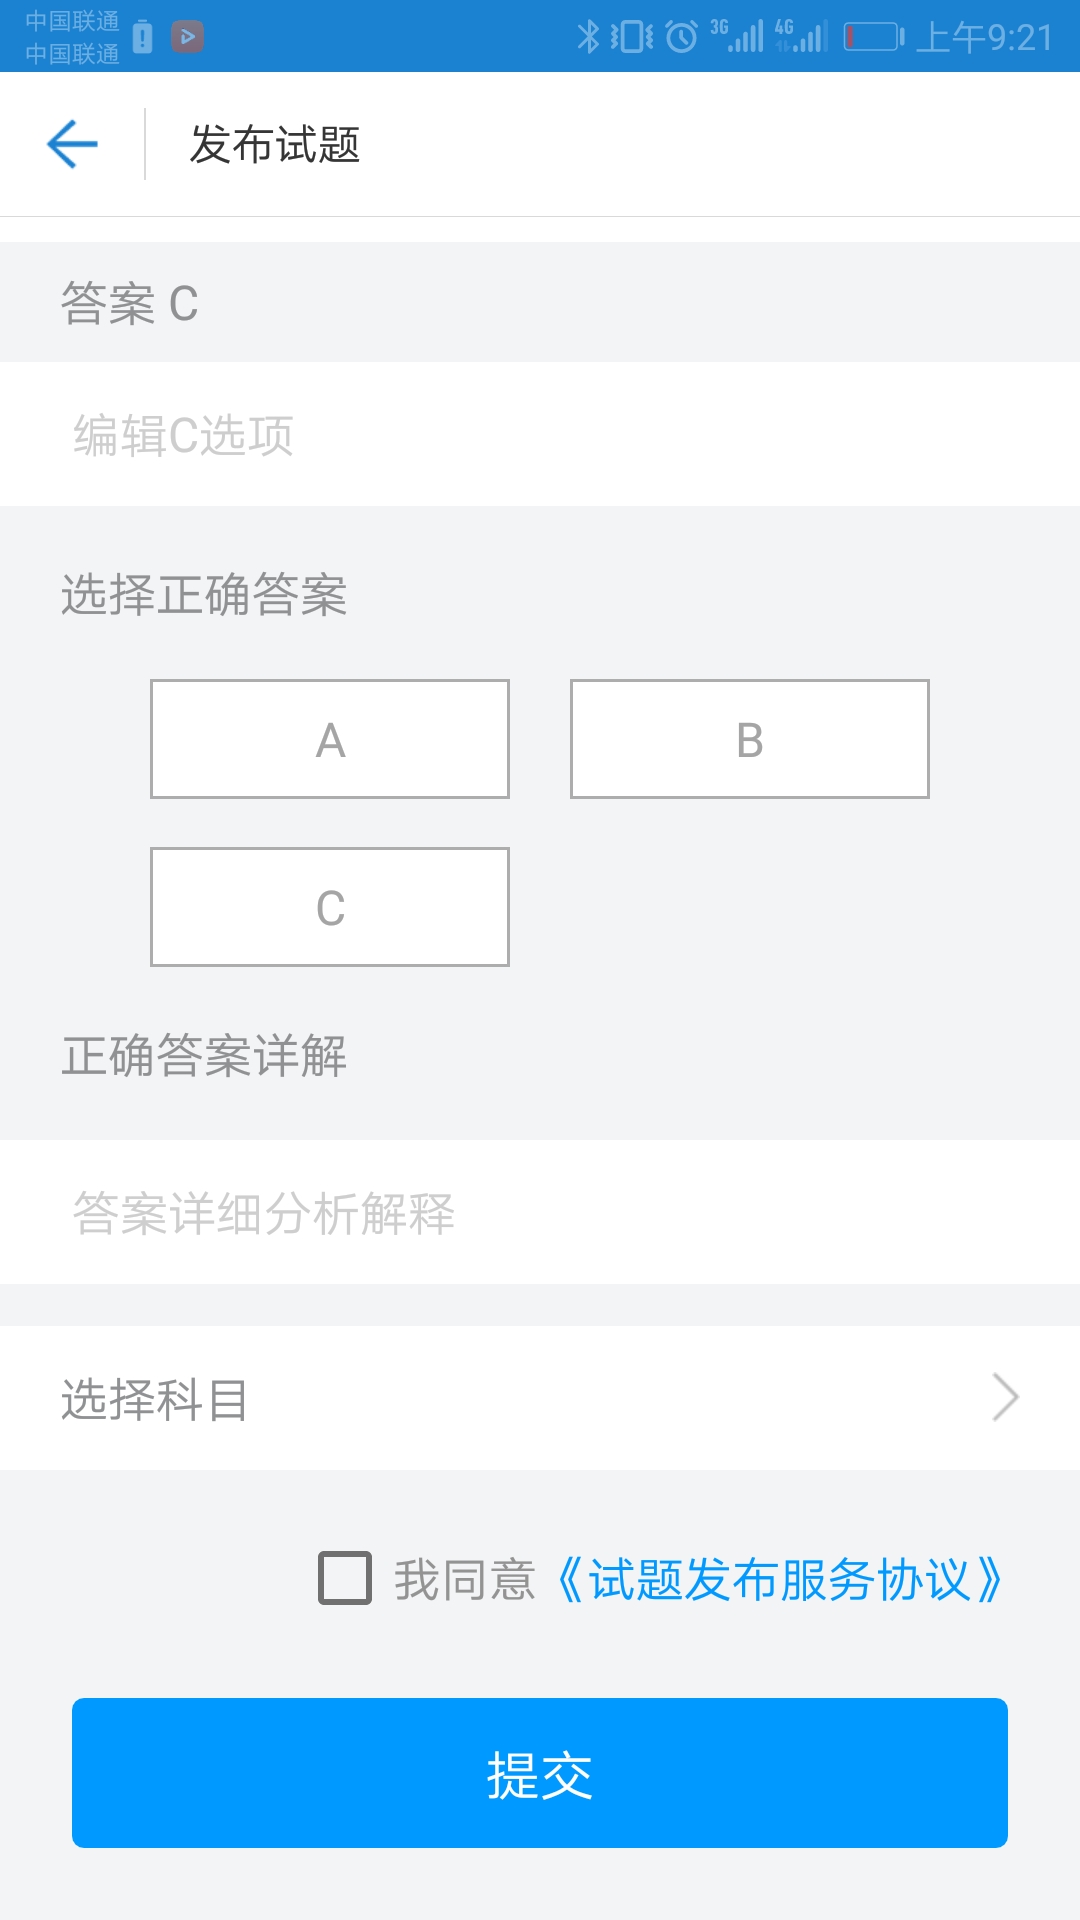 中国联通
中国联通
3G 4G 上午9:21
发布试题
答案 C
编辑C选项
选择正确答案
A B
C
正确答案详解
答案详细分析解释
选择科目
我同意《试题发布服务协议》
提交